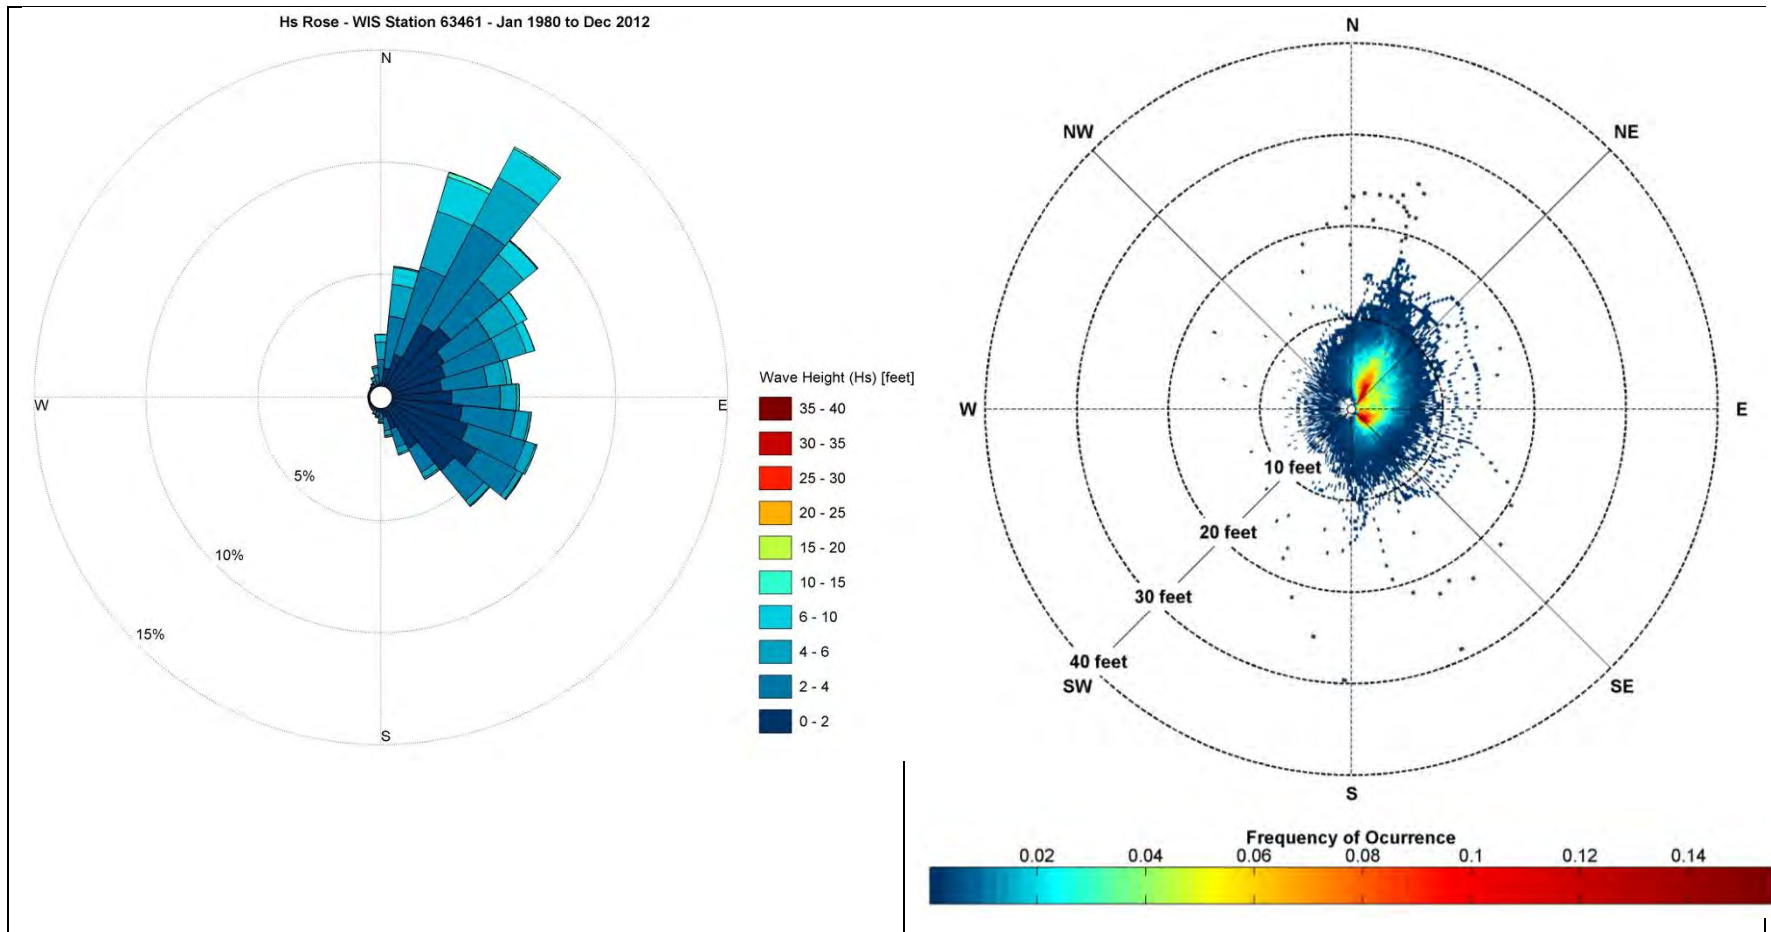 Hs Rose - WIS Station 63461 - Jan 1980 to Dec 2012
N
W
E
S
5%
10%
15%
Wave Height (Hs) [feet]
35 - 40
30 - 35
25 - 30
20 - 25
15 - 20
10 - 15
6 - 10
4 - 6
2 - 4
0 - 2
N
NW
NE
W
E
10 feet
20 feet
30 feet
40 feet
SW
SE
S
Frequency of Ocurrence
0.02 0.04 0.06 0.08 0.1 0.12 0.14